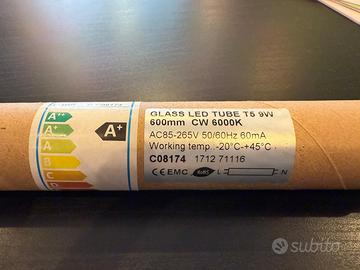 A++
A+
A
B
C
D
A+
GLASS LED TUBE T5 9W
600mm CW 6000K
AC85-265V 50/60Hz 60mA
Working temp.-20°C-+45°C
C08174 1712 71116
CE EMC RoHS L N
subito